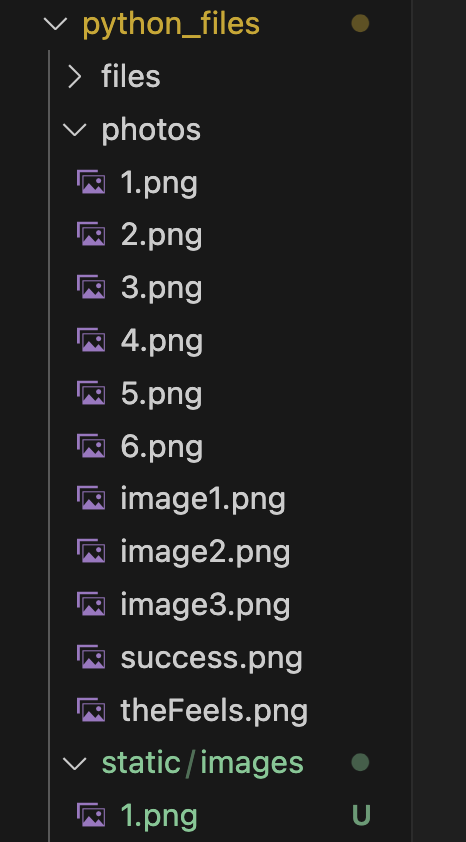 python_files
files
photos
1.png
2.png
3.png
4.png
5.png
6.png
image1.png
image2.png
image3.png
success.png
theFeels.png
static/images
1.png U